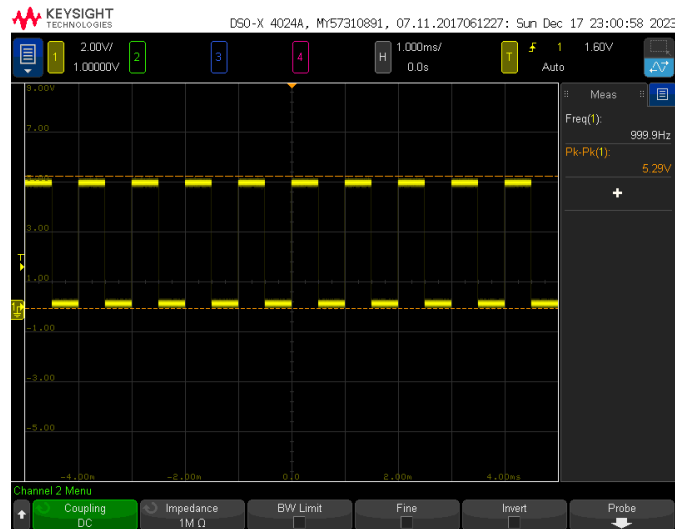 KEYSIGHT
TECHNOLOGIES
DSO-X 4024A, MY57310891, 07.11.2017061227: Sun Dec 17 23:00:58 2023
1 2.00V/ 2 3 4 H 1.000ms/ T 1 1.60V
1.00000V 0.0s Auto
9.00V
7.00
3.00
1.00
-1.00
-3.00
-5.00
-4.00m -2.00m 0.0 2.00m 4.00ms
T
1
Meas
Freq(1):
999.9Hz
Pk-Pk(1):
5.29V
+
Channel 2 Menu
Coupling Impedance BW Limit Fine Invert Probe
DC 1M Ω